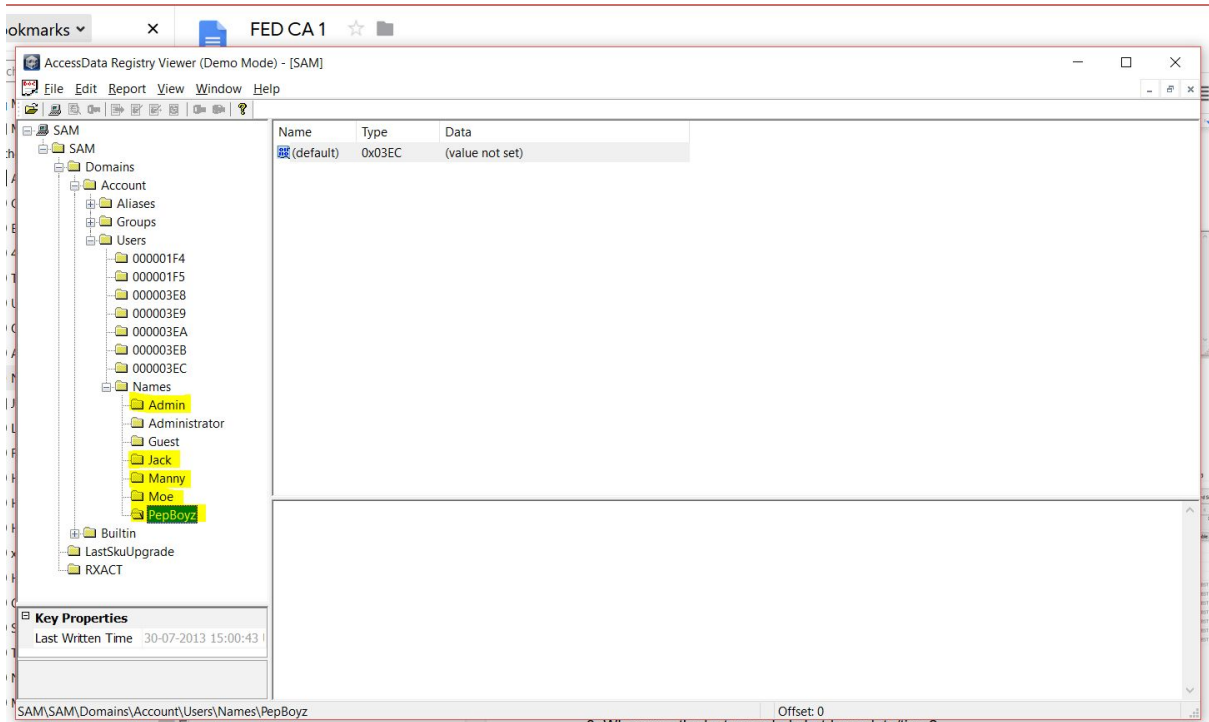 ookmarks
FED CA 1
AccessData Registry Viewer (Demo Mode) - [SAM]
File Edit Report View Window Help
SAM
SAM
Domains
Account
Aliases
Groups
Users
000001F4
000001F5
000003E8
000003E9
000003EA
000003EB
000003EC
Names
Admin
Administrator
Guest
Jack
Manny
Moe
PepBoyz
Builtin
LastSkuUpgrade
RXACT
Name Type Data
(default) 0x03EC (value not set)
Key Properties
Last Written Time 30-07-2013 15:00:43
SAM\SAM\Domains\Account\Users\Names\PepBoyz
Offset: 0